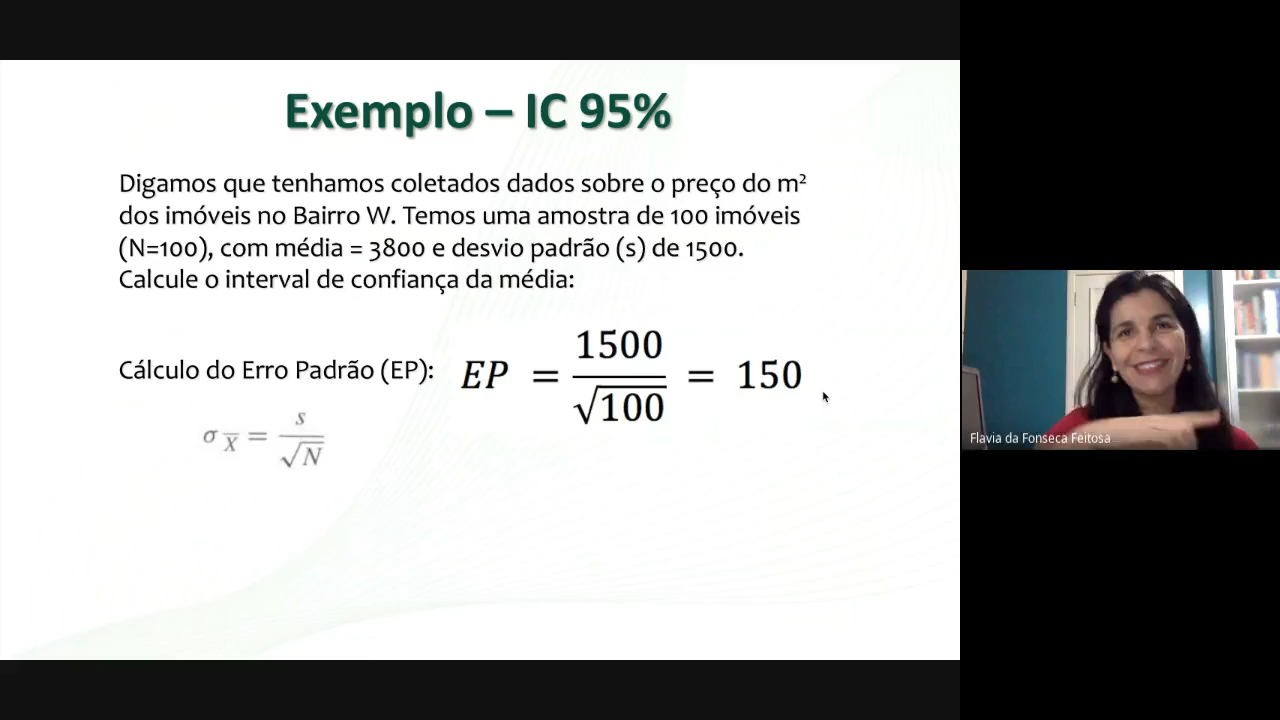 Exemplo – IC 95%
Digamos que tenhamos coletados dados sobre o preço do m²
dos imóveis no Bairro W. Temos uma amostra de 100 imóveis
(N=100), com média = 3800 e desvio padrão (s) de 1500.
Calcule o interval de confiança da média:
Cálculo do Erro Padrão (EP): EP = 1500 / √100 = 150
σ X̅ = s / √N
Flavia da Fonseca Feitosa